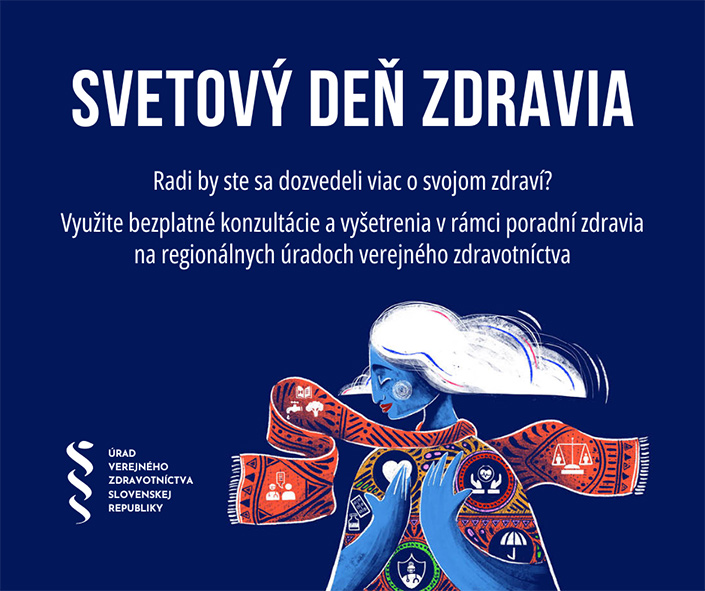 SVETOVÝ DEŇ ZDRAVIA
Radi by ste sa dozvedeli viac o svojom zdraví?
Využite bezplatné konzultácie a vyšetrenia v rámci poradní zdravia
na regionálnych úradoch verejného zdravotníctva
ÚRAD
VEREJNÉHO
ZDRAVOTNÍCTVA
SLOVENSKEJ
REPUBLIKY